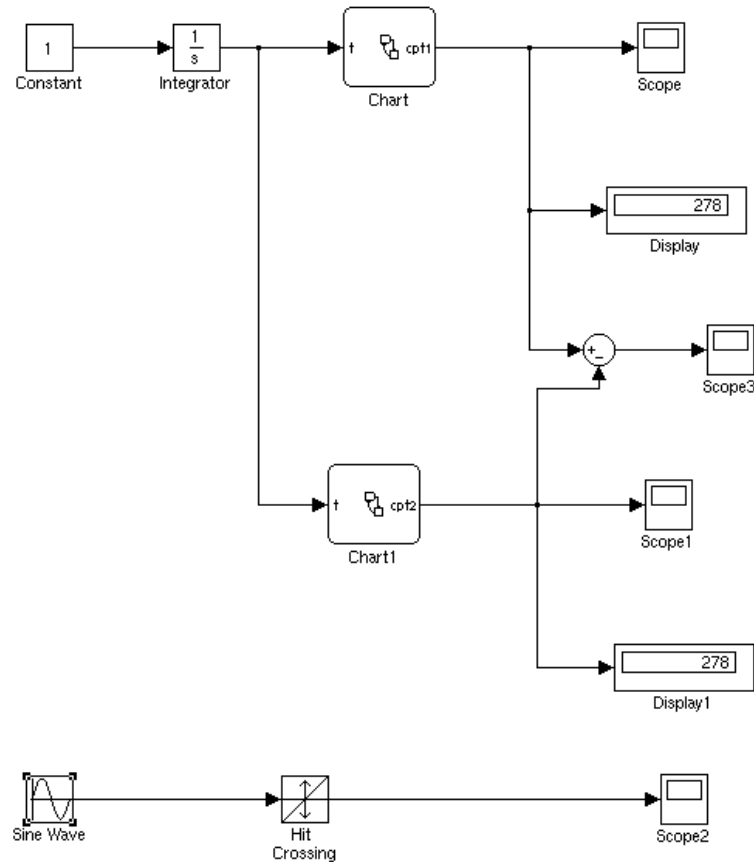 1
Constant
1
s
Integrator
t
cpt1
Chart
Scope
278
Display
+
−
Scope3
t
cpt2
Chart1
Scope1
278
Display1
Sine Wave
Hit
Crossing
Scope2